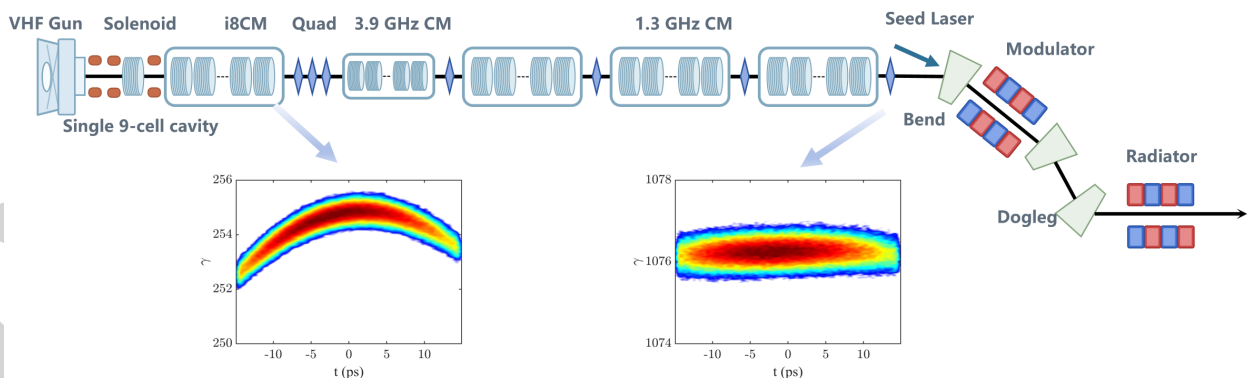 VHF Gun
Solenoid
i8CM
Quad
3.9 GHz CM
1.3 GHz CM
Seed Laser
Modulator
Single 9-cell cavity
Bend
Radiator
Dogleg
256
254
252
250
γ
-10 -5 0 5 10
t (ps)
1078
1076
1074
γ
-10 -5 0 5 10
t (ps)